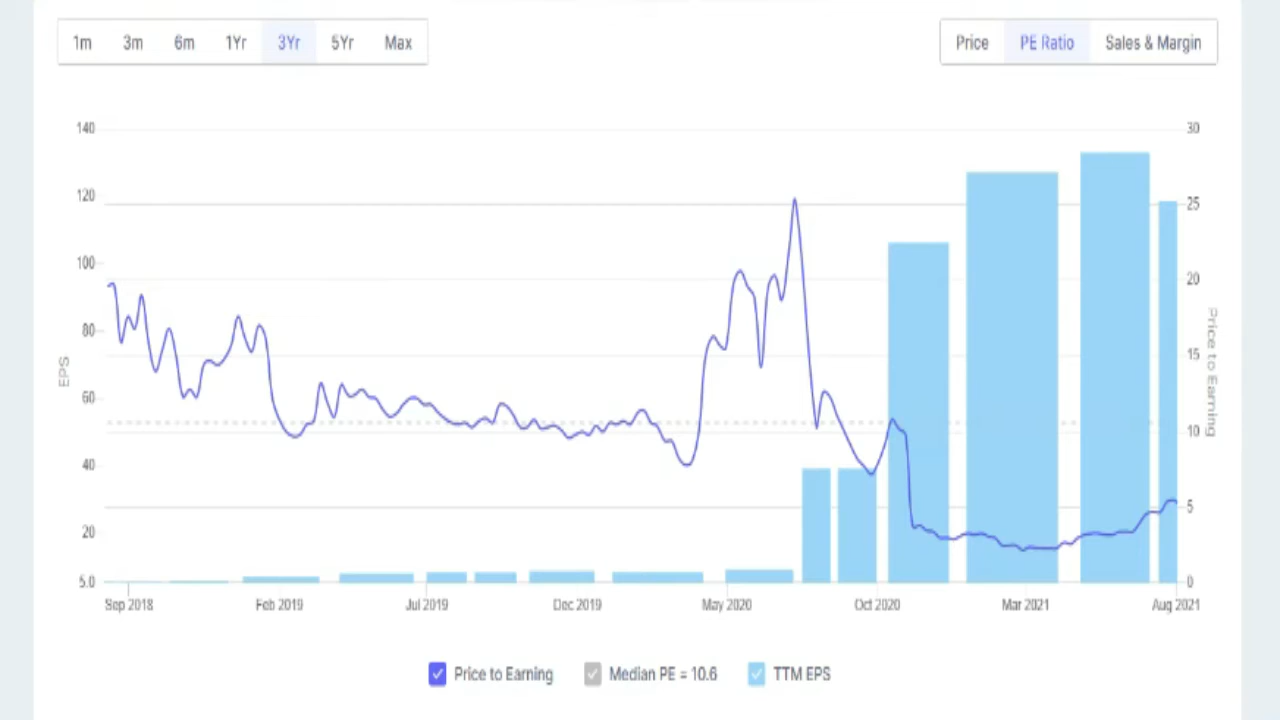 1m 3m 6m 1Yr 3Yr 5Yr Max Price PE Ratio Sales & Margin
140 30
120 25
100 20
80 15
60 10
40 5
20 0
5.0
EPS
Price to Earning
Sep 2018 Feb 2019 Jul 2019 Dec 2019 May 2020 Oct 2020 Mar 2021 Aug 2021
Price to Earning Median PE = 10.6 TTM EPS